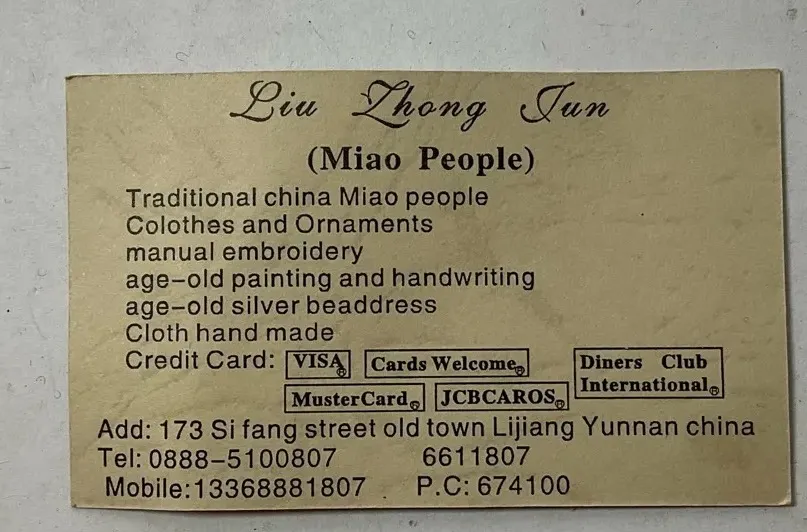 Liu Zhong Jun
(Miao People)
Traditional china Miao people
Colothes and Ornaments
manual embroidery
age-old painting and handwriting
age-old silver beaddress
Cloth hand made
Credit Card: VISA® Cards Welcome® Diners Club
International®
MusterCard® JCBCAROS®
Add: 173 Si fang street old town Lijiang Yunnan china
Tel: 0888-5100807 6611807
Mobile:13368881807 P.C: 674100